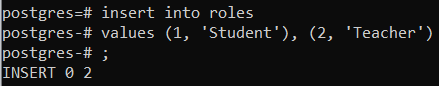 postgres=# insert into roles
postgres-# values (1, 'Student'), (2, 'Teacher')
postgres-# ;
INSERT 0 2